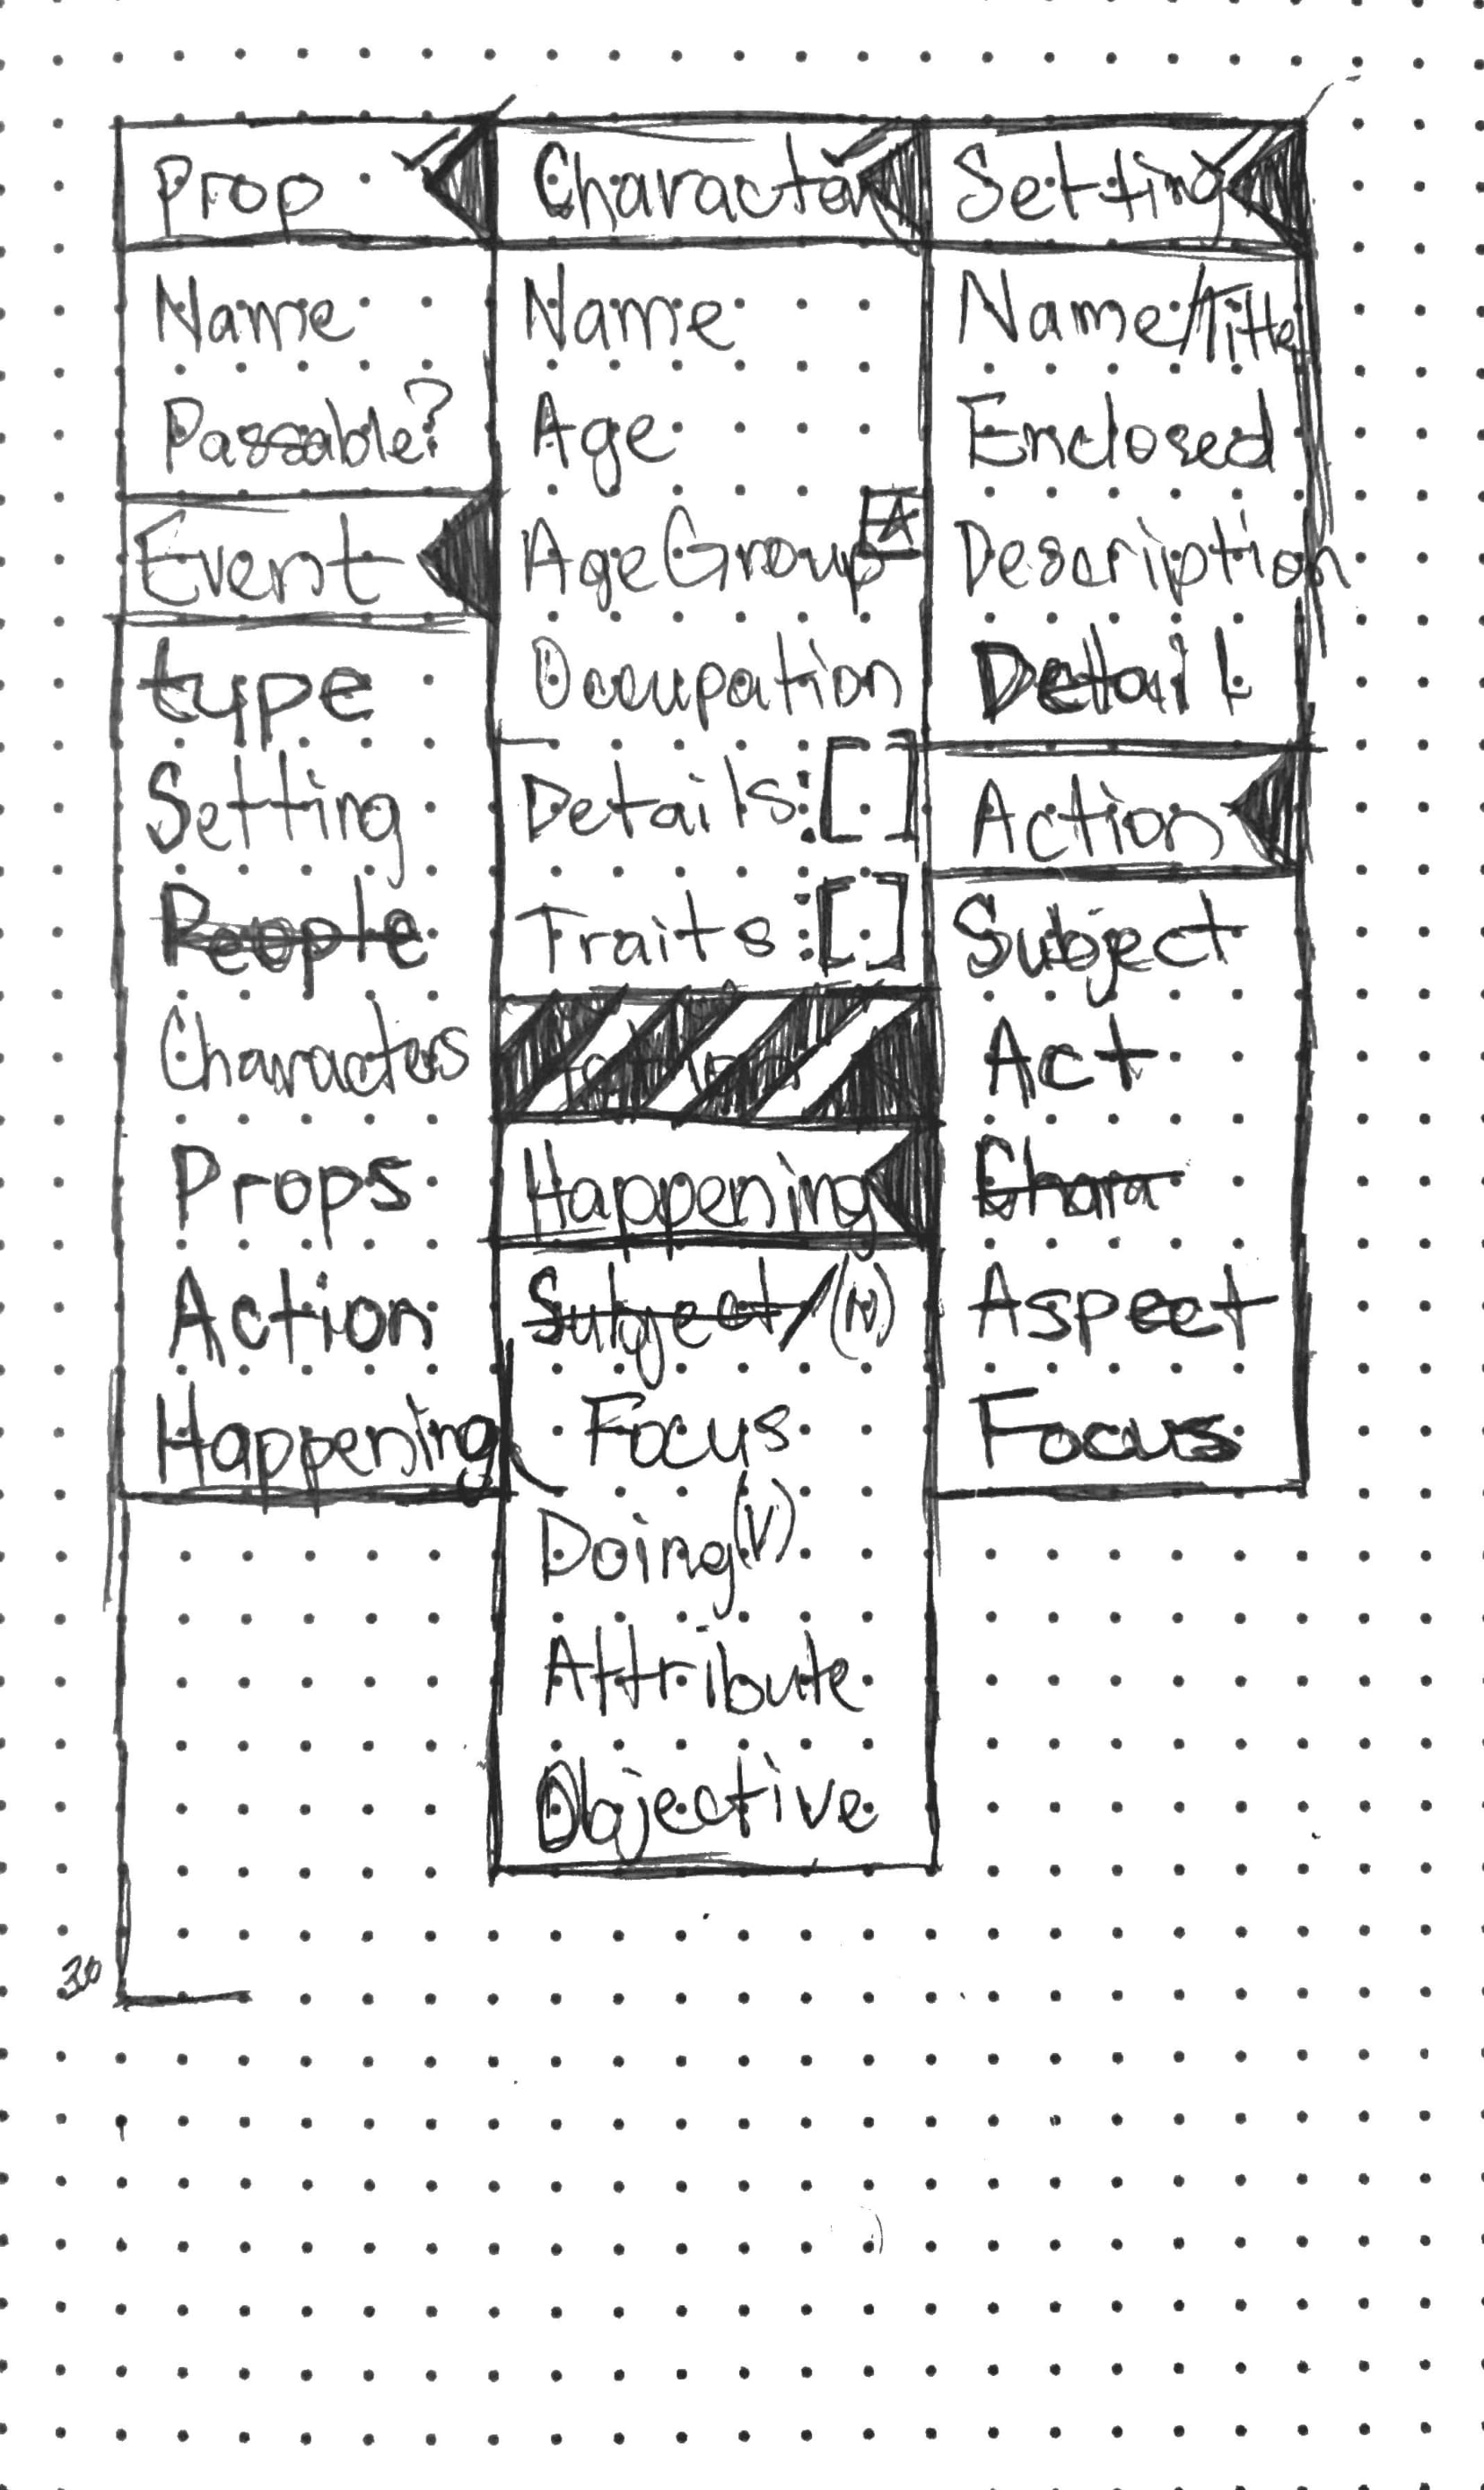 Prop
Name
Passable?
Event
type
Setting
People
Characters
Props
Action
Happening
Character
Name
Age
AgeGroup
Occupation
Details:[]
Traits:[]
Happening
Subject/(N)
Focus
Doing(V)
Attribute
Objective
Setting
Name/Title
Enclosed
Description
Detail
Action
Subject
Act
Chara
Aspect
Focus
30